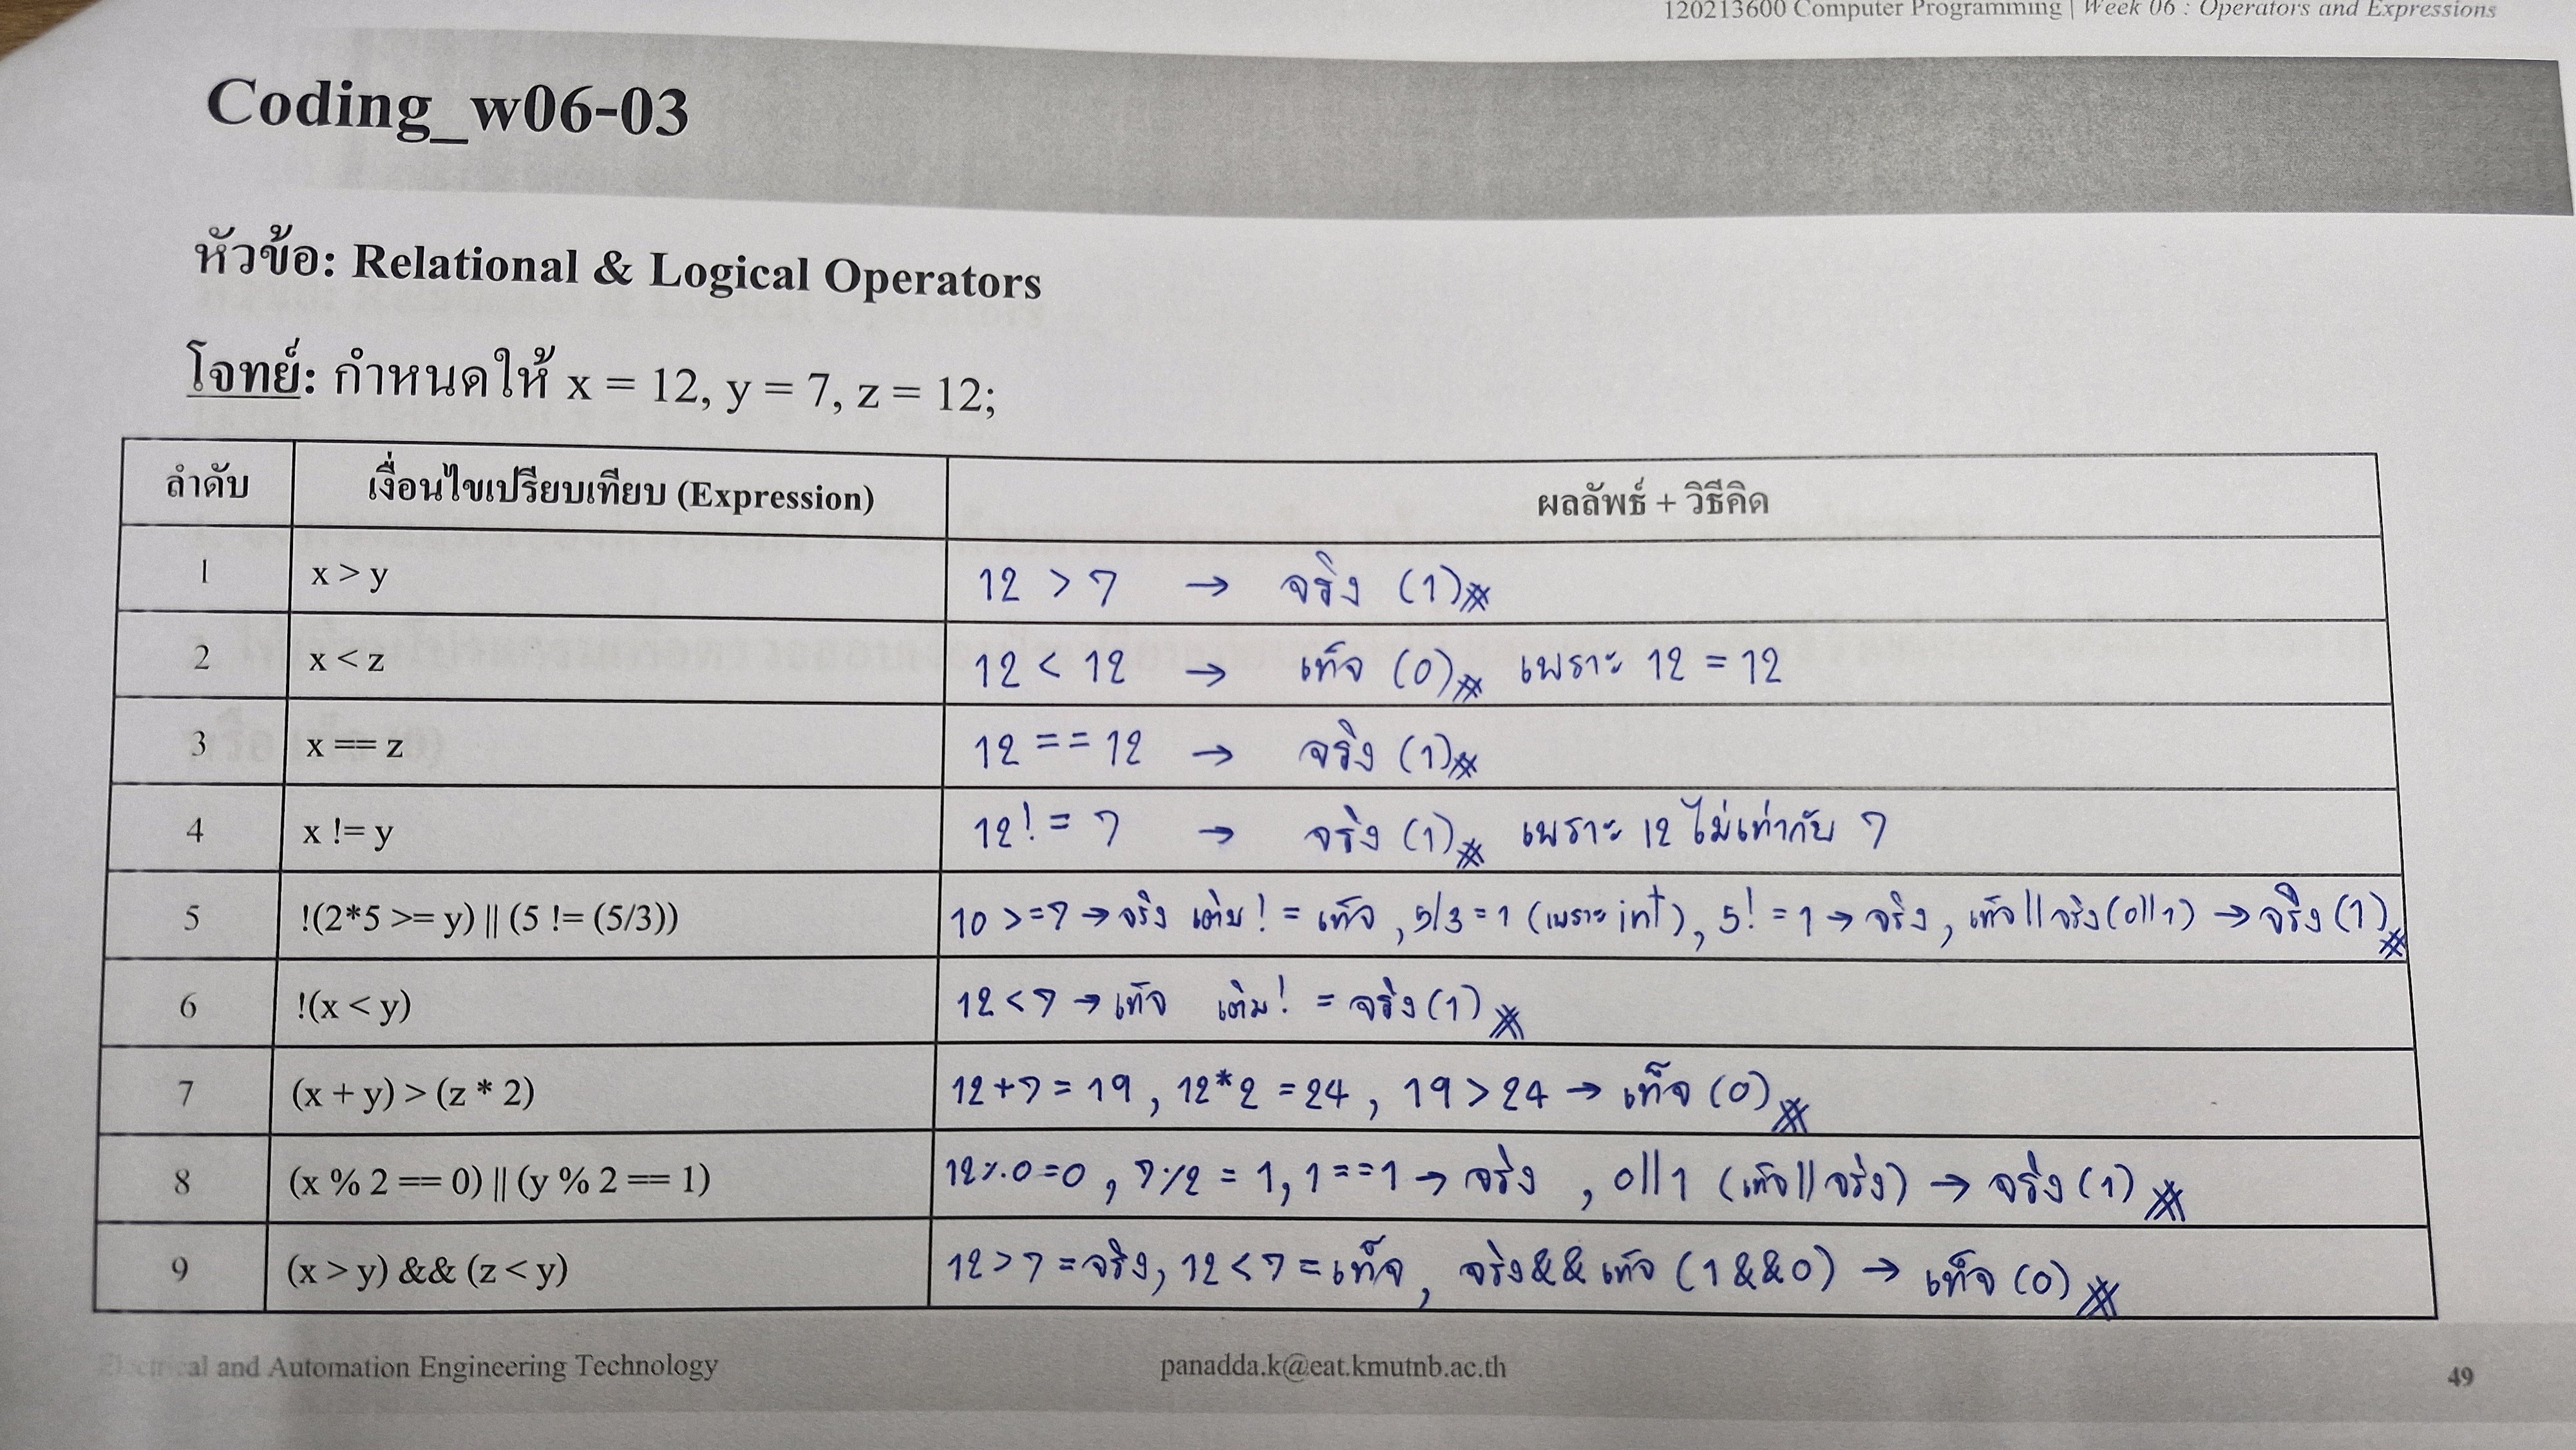 120213600 Computer Programming | Week 06 : Operators and Expressions
Coding_w06-03
หัวข้อ: Relational & Logical Operators
โจทย์: กำหนดให้ x = 12, y = 7, z = 12;
ลำดับ เงื่อนไขเปรียบเทียบ (Expression) ผลลัพธ์ + วิธีคิด
1 x > y 12 > 7 → จริง (1)
2 x < z 12 < 12 → เท็จ (0) เพราะ 12 = 12
3 x == z 12 == 12 → จริง (1)
4 x != y 12 != 7 → จริง (1) เพราะ 12 ไม่เท่ากับ 7
5 !(2*5 >= y) || (5 != (5/3)) 10 >= 7 → จริง เติม ! = เท็จ, 5/3 = 1 (เพราะ int), 5! = 1 → จริง, เท็จ || จริง (0||1) → จริง (1)
6 !(x < y) 12 < 7 → เท็จ เติม ! = จริง (1)
7 (x + y) > (z * 2) 12+7 = 19, 12*2 = 24, 19 > 24 → เท็จ (0)
8 (x % 2 == 0) || (y % 2 == 1) 12%0=0, 7%2 = 1, 1==1 → จริง, 0||1 (เท็จ||จริง) → จริง (1)
9 (x > y) && (z < y) 12 > 7 = จริง, 12 < 7 = เท็จ, จริง && เท็จ (1&&0) → เท็จ (0)
Electrical and Automation Engineering Technology panadda.k@eat.kmutnb.ac.th 49